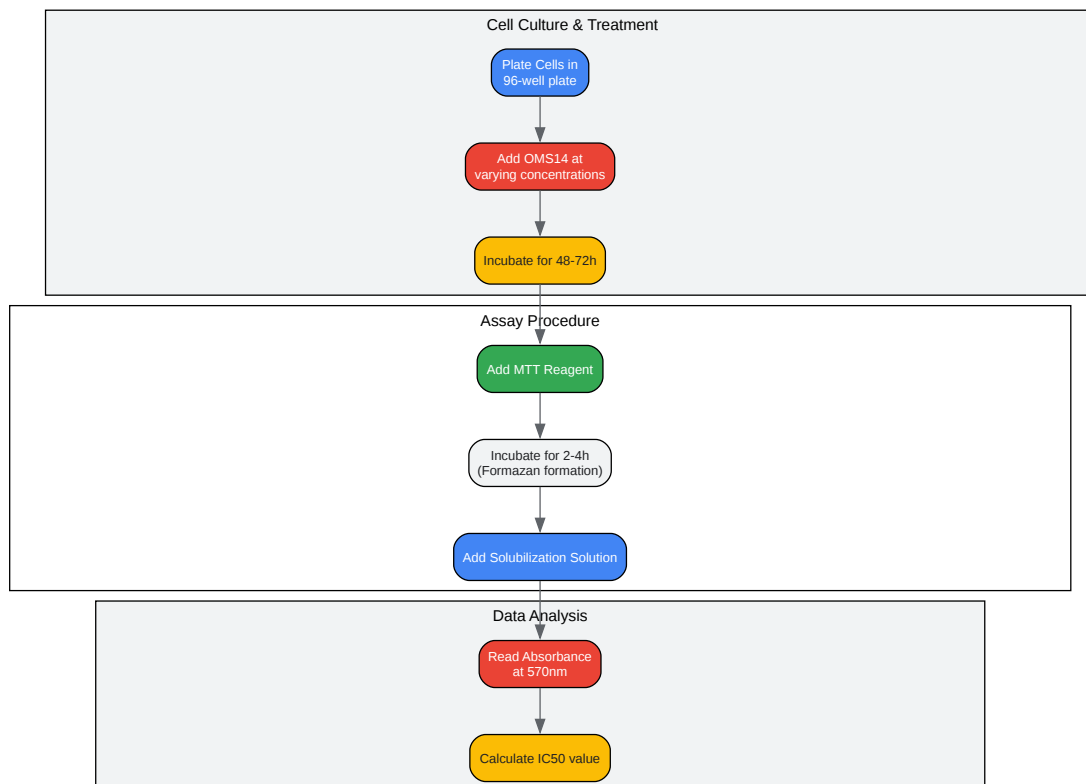 Cell Culture & Treatment
Plate Cells in
96-well plate
Add OMS14 at
varying concentrations
Incubate for 48-72h
Assay Procedure
Add MTT Reagent
Incubate for 2-4h
(Formazan formation)
Add Solubilization Solution
Data Analysis
Read Absorbance
at 570nm
Calculate IC50 value